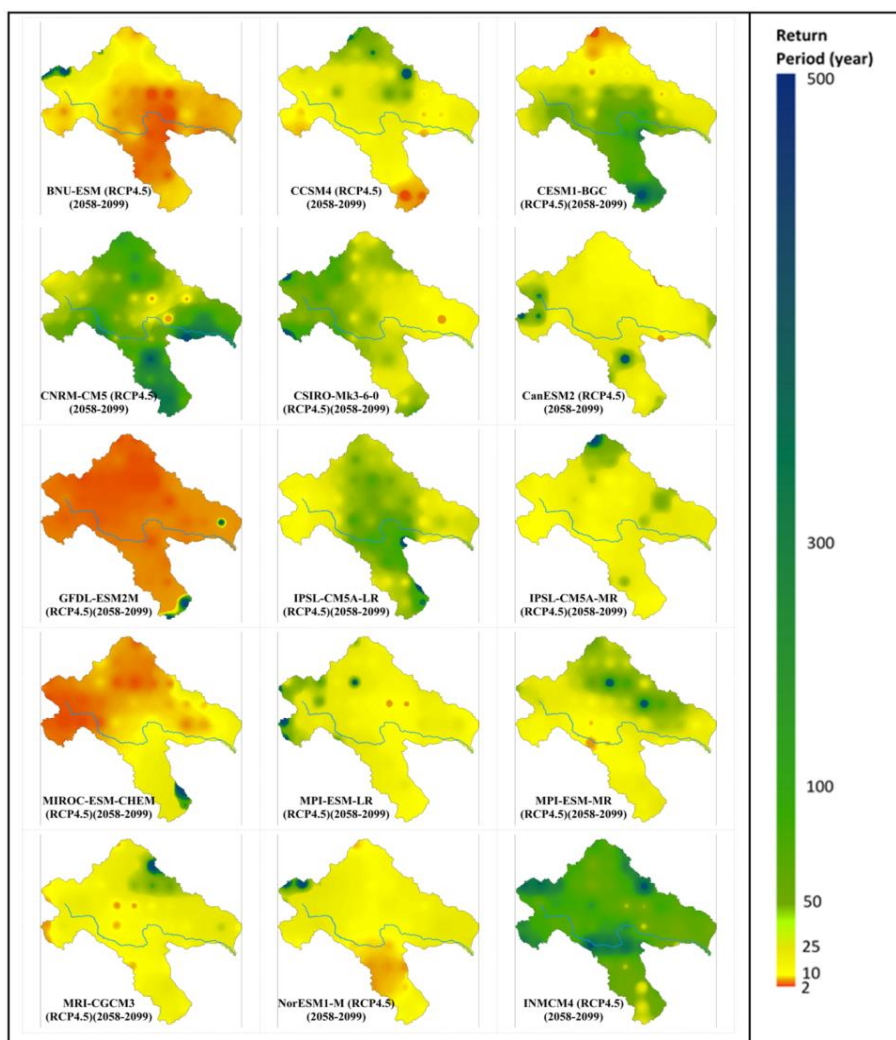 BNU-ESM (RCP4.5)
(2058-2099)
CCSM4 (RCP4.5)
(2058-2099)
CESM1-BGC
(RCP4.5)(2058-2099)
CNRM-CM5 (RCP4.5)
(2058-2099)
CSIRO-Mk3-6-0
(RCP4.5)(2058-2099)
CanESM2 (RCP4.5)
(2058-2099)
GFDL-ESM2M
(RCP4.5)(2058-2099)
IPSL-CM5A-LR
(RCP4.5)(2058-2099)
IPSL-CM5A-MR
(RCP4.5)(2058-2099)
MIROC-ESM-CHEM
(RCP4.5)(2058-2099)
MPI-ESM-LR
(RCP4.5)(2058-2099)
MPI-ESM-MR
(RCP4.5)(2058-2099)
MRI-CGCM3
(RCP4.5)(2058-2099)
NorESM1-M (RCP4.5)
(2058-2099)
INMCM4 (RCP4.5)
(2058-2099)
Return
Period (year)
500
300
100
50
25
10
2